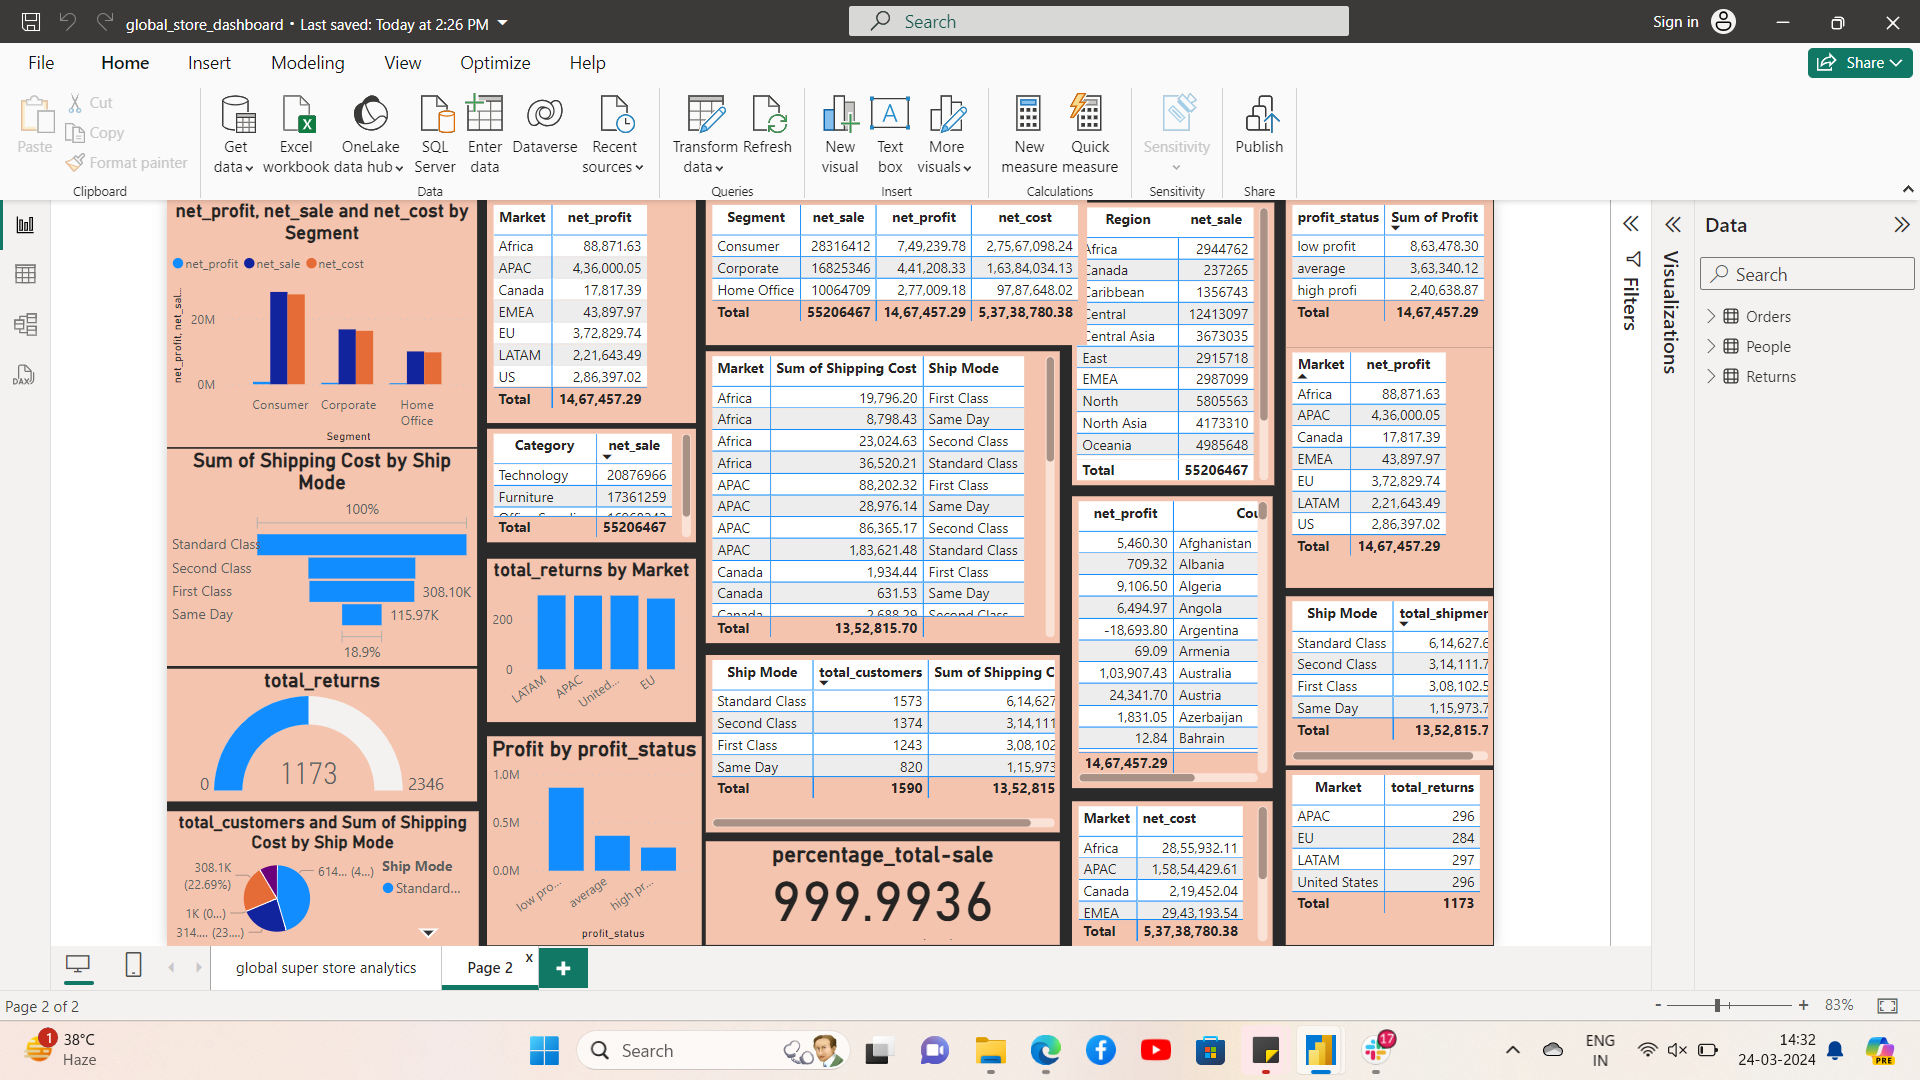 global_store_dashboard • Last saved: Today at 2:26 PM
Search
Sign in
File Home Insert Modeling View Optimize Help
Share
Paste
Cut
Copy
Format painter
Clipboard
Get data
Excel workbook
OneLake data hub
SQL Server
Enter data
Dataverse
Recent sources
Data
Transform data
Refresh
Queries
New visual
Text box
More visuals
Insert
New measure
Quick measure
Calculations
Sensitivity
Sensitivity
Publish
Share
net_profit, net_sale and net_cost by
Segment
net_profit net_sale net_cost
net_profit, net_sal...
20M
0M
Consumer Corporate Home Office
Segment
Sum of Shipping Cost by Ship
Mode
100%
Standard Class
Second Class
First Class 308.10K
Same Day 115.97K
18.9%
total_returns
1173
0 2346
total_customers and Sum of Shipping
Cost by Ship Mode
308.1K
(22.69%)
1K (0...)
314.... (23....)
614... (4...)
Ship Mode
Standard...
Market net_profit
Africa 88,871.63
APAC 4,36,000.05
Canada 17,817.39
EMEA 43,897.97
EU 3,72,829.74
LATAM 2,21,643.49
US 2,86,397.02
Total 14,67,457.29
Category net_sale
Technology 20876966
Furniture 17361259
Total 55206467
total_returns by Market
200
0
LATAM APAC United... EU
Profit by profit_status
1.0M
0.5M
0.0M
low pro... average high pr...
profit_status
Segment net_sale net_profit net_cost
Consumer 28316412 7,49,239.78 2,75,67,098.24
Corporate 16825346 4,41,208.33 1,63,84,034.13
Home Office 10064709 2,77,009.18 97,87,648.02
Total 55206467 14,67,457.29 5,37,38,780.38
Market Sum of Shipping Cost Ship Mode
Africa 19,796.20 First Class
Africa 8,798.43 Same Day
Africa 23,024.63 Second Class
Africa 36,520.21 Standard Class
APAC 88,202.32 First Class
APAC 28,976.14 Same Day
APAC 86,365.17 Second Class
APAC 1,83,621.48 Standard Class
Canada 1,934.44 First Class
Canada 631.53 Same Day
Canada 2,688.29 Second Class
Total 13,52,815.70
Ship Mode total_customers Sum of Shipping C
Standard Class 1573 6,14,627
Second Class 1374 3,14,111
First Class 1243 3,08,102
Same Day 820 1,15,973
Total 1590 13,52,815
percentage_total-sale
999.9936
Region net_sale
Africa 2944762
Canada 237265
Caribbean 1356743
Central 12413097
Central Asia 3673035
East 2915718
EMEA 2987099
North 5805563
North Asia 4173310
Oceania 4985648
Total 55206467
net_profit Cou
5,460.30 Afghanistan
709.32 Albania
9,106.50 Algeria
6,494.97 Angola
-18,693.80 Argentina
69.09 Armenia
1,03,907.43 Australia
24,341.70 Austria
1,831.05 Azerbaijan
12.84 Bahrain
14,67,457.29
Market net_cost
Africa 28,55,932.11
APAC 1,58,54,429.61
Canada 2,19,452.04
EMEA 29,43,193.54
Total 5,37,38,780.38
profit_status Sum of Profit
low profit 8,63,478.30
average 3,63,340.12
high profi 2,40,638.87
Total 14,67,457.29
Market net_profit
Africa 88,871.63
APAC 4,36,000.05
Canada 17,817.39
EMEA 43,897.97
EU 3,72,829.74
LATAM 2,21,643.49
US 2,86,397.02
Total 14,67,457.29
Ship Mode total_shipmer
Standard Class 6,14,627.6
Second Class 3,14,111.7
First Class 3,08,102.5
Same Day 1,15,973.7
Total 13,52,815.7
Market total_returns
APAC 296
EU 284
LATAM 297
United States 296
Total 1173
Filters
Visualizations
Data
Search
Orders
People
Returns
global super store analytics
Page 2
x
+
Page 2 of 2
- + 83%
1
38°C
Haze
Search
17
ENG
IN
14:32
24-03-2024
PRE
DAX